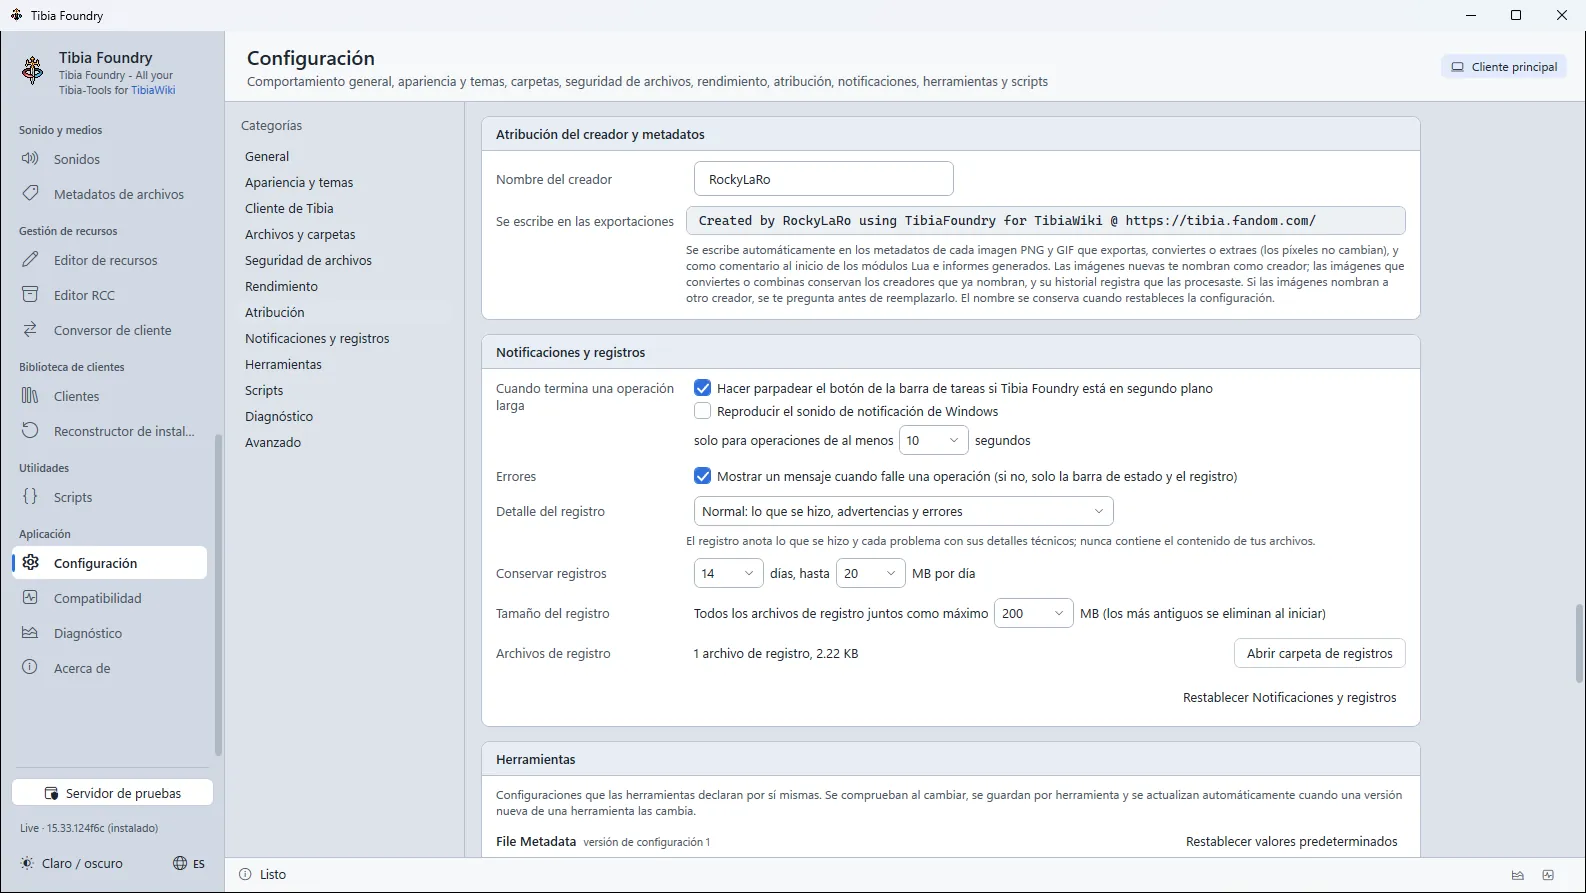 Tibia Foundry
Tibia Foundry
Tibia Foundry - All your
Tibia-Tools for TibiaWiki
Sonido y medios
Sonidos
Metadatos de archivos
Gestión de recursos
Editor de recursos
Editor RCC
Conversor de cliente
Biblioteca de clientes
Clientes
Reconstructor de instal...
Utilidades
Scripts
Aplicación
Configuración
Compatibilidad
Diagnóstico
Acerca de
Servidor de pruebas
Live · 15.33.124f6c (instalado)
Claro / oscuro
ES
Configuración
Comportamiento general, apariencia y temas, carpetas, seguridad de archivos, rendimiento, atribución, notificaciones, herramientas y scripts
Cliente principal
Categorías
General
Apariencia y temas
Cliente de Tibia
Archivos y carpetas
Seguridad de archivos
Rendimiento
Atribución
Notificaciones y registros
Herramientas
Scripts
Diagnóstico
Avanzado
Atribución del creador y metadatos
Nombre del creador
RockyLaRo
Se escribe en las exportaciones
Created by RockyLaRo using TibiaFoundry for TibiaWiki @ https://tibia.fandom.com/
Se escribe automáticamente en los metadatos de cada imagen PNG y GIF que exportas, conviertes o extraes (los píxeles no cambian), y
como comentario al inicio de los módulos Lua e informes generados. Las imágenes nuevas te nombran como creador; las imágenes que
conviertes o combinas conservan los creadores que ya nombran, y su historial registra que las procesaste. Si las imágenes nombran a
otro creador, se te pregunta antes de reemplazarlo. El nombre se conserva cuando restableces la configuración.
Notificaciones y registros
Cuando termina una operación
larga
Hacer parpadear el botón de la barra de tareas si Tibia Foundry está en segundo plano
Reproducir el sonido de notificación de Windows
solo para operaciones de al menos 10 segundos
Errores
Mostrar un mensaje cuando falle una operación (si no, solo la barra de estado y el registro)
Detalle del registro
Normal: lo que se hizo, advertencias y errores
El registro anota lo que se hizo y cada problema con sus detalles técnicos; nunca contiene el contenido de tus archivos.
Conservar registros
14 días, hasta 20 MB por día
Tamaño del registro
Todos los archivos de registro juntos como máximo 200 MB (los más antiguos se eliminan al iniciar)
Archivos de registro
1 archivo de registro, 2.22 KB
Abrir carpeta de registros
Restablecer Notificaciones y registros
Herramientas
Configuraciones que las herramientas declaran por sí mismas. Se comprueban al cambiar, se guardan por herramienta y se actualizan automáticamente cuando una versión
nueva de una herramienta las cambia.
File Metadata versión de configuración 1
Restablecer valores predeterminados
Listo